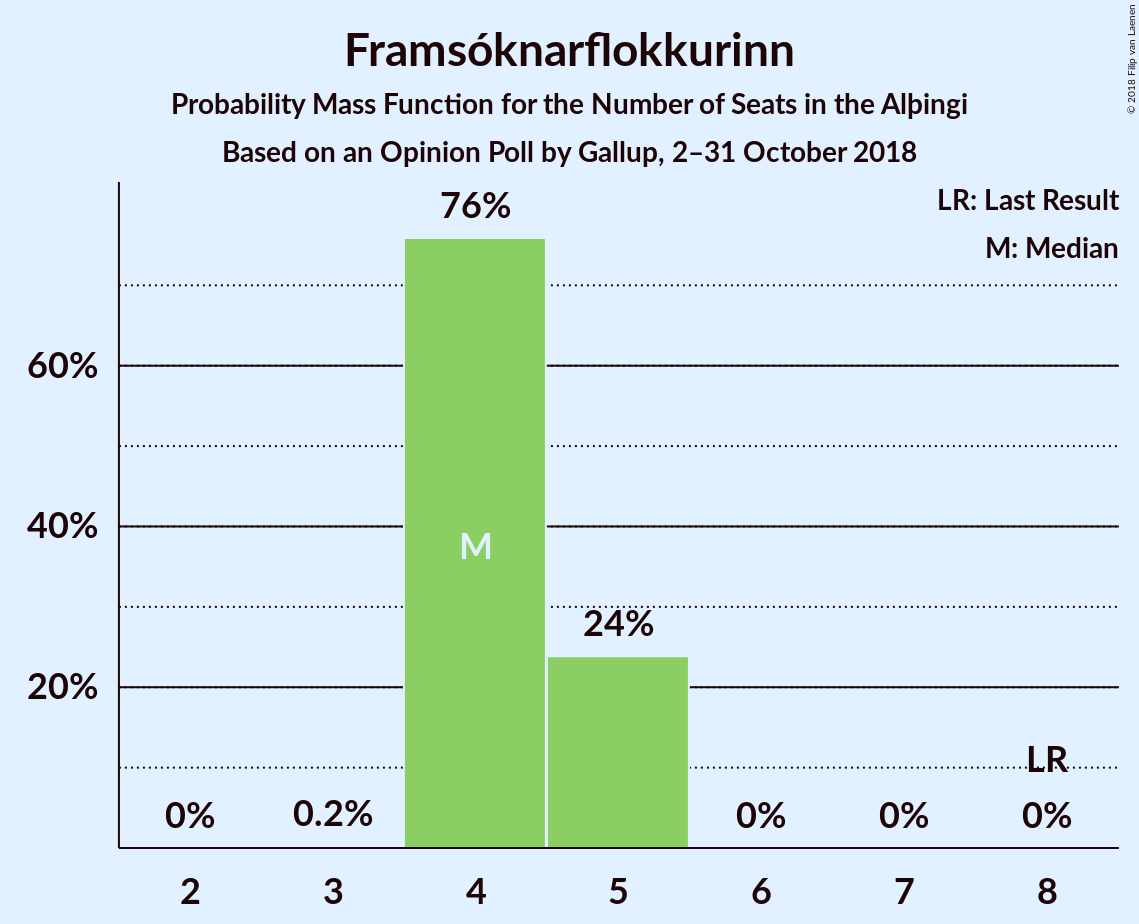 Framsóknarflokkurinn
Probability Mass Function for the Number of Seats in the Alþingi
Based on an Opinion Poll by Gallup, 2–31 October 2018
© 2018 Filip van Laenen
LR: Last Result
M: Median
76%
60%
40%
M
24%
20%
LR
0%
0.2%
0%
0%
0%
2
3
4
5
6
7
8